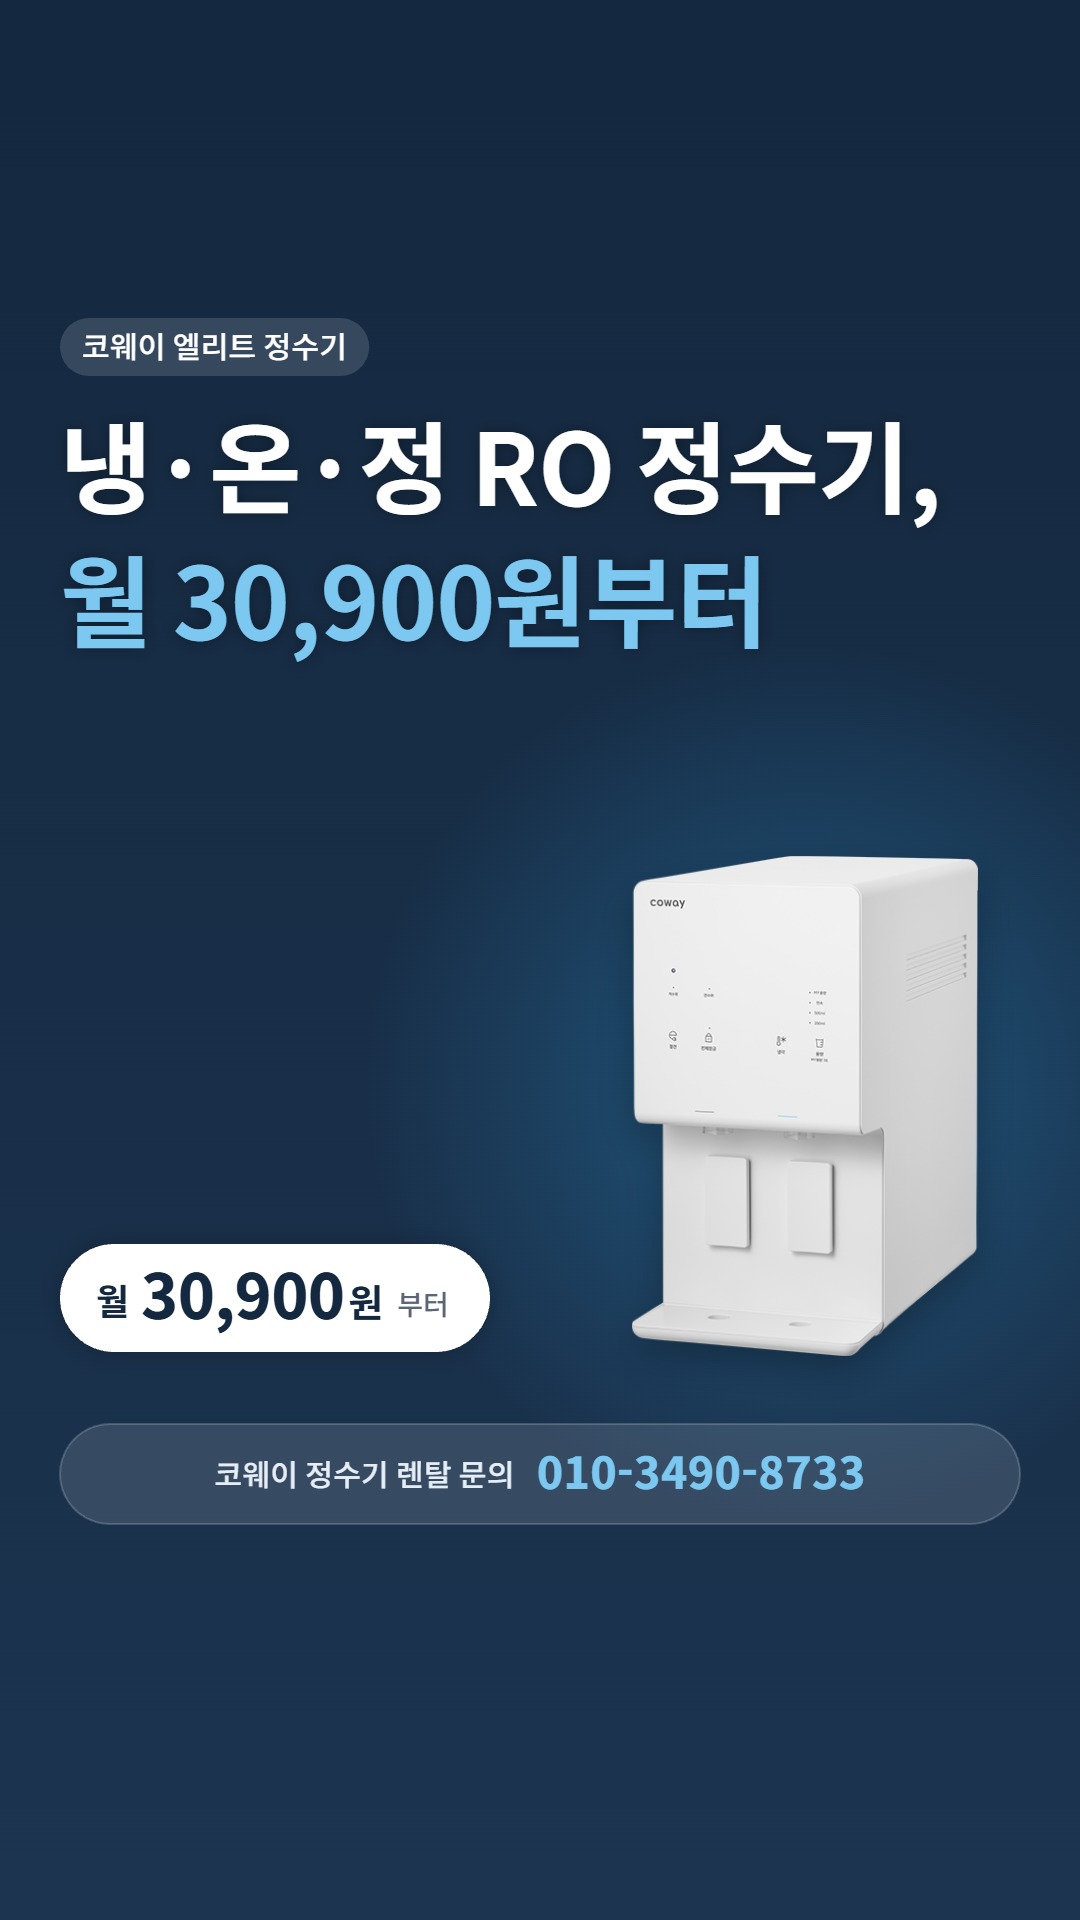 코웨이 엘리트 정수기
냉·온·정 RO 정수기,
월 30,900원부터
coway
월 30,900원 부터
코웨이 정수기 렌탈 문의 010-3490-8733